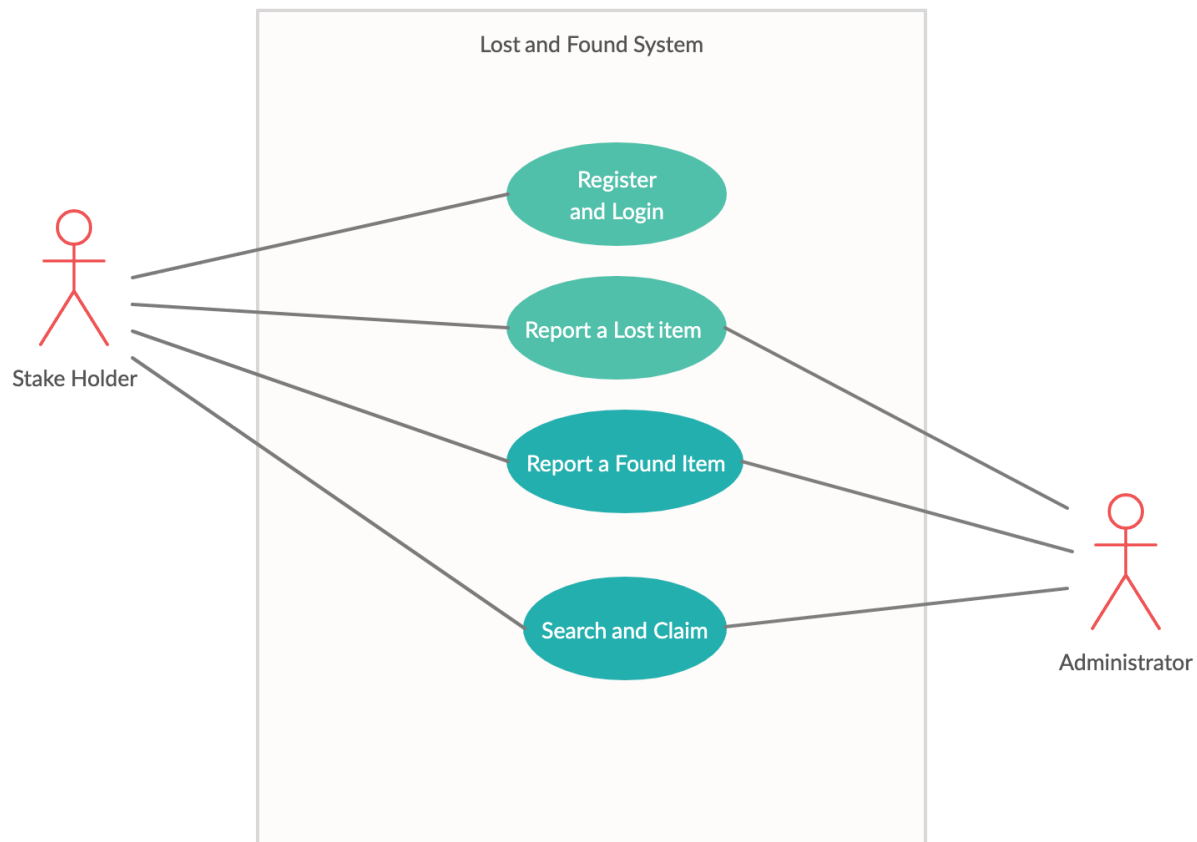 Lost and Found System
Register
and Login
Report a Lost item
Stake Holder
Report a Found Item
Search and Claim
Administrator